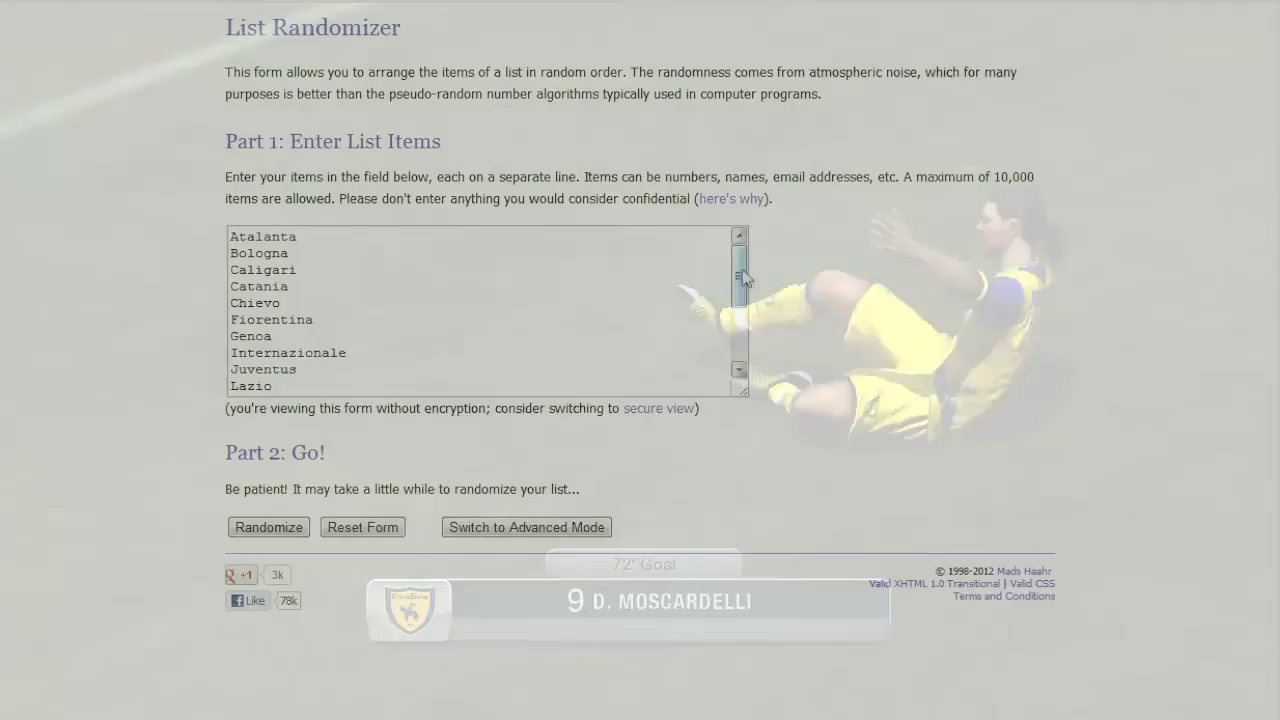 List Randomizer
This form allows you to arrange the items of a list in random order. The randomness comes from atmospheric noise, which for many
purposes is better than the pseudo-random number algorithms typically used in computer programs.
Part 1: Enter List Items
Enter your items in the field below, each on a separate line. Items can be numbers, names, email addresses, etc. A maximum of 10,000
items are allowed. Please don't enter anything you would consider confidential (here's why).
Atalanta
Bologna
Caligari
Catania
Chievo
Fiorentina
Genoa
Internazionale
Juventus
Lazio
(you're viewing this form without encryption; consider switching to secure view)
Part 2: Go!
Be patient! It may take a little while to randomize your list...
Randomize Reset Form Switch to Advanced Mode
72' Goal
9 D. MOSCARDELLI
+1 3k
Like 78k
© 1998-2012 Mads Haahr
Valid XHTML 1.0 Transitional | Valid CSS
Terms and Conditions